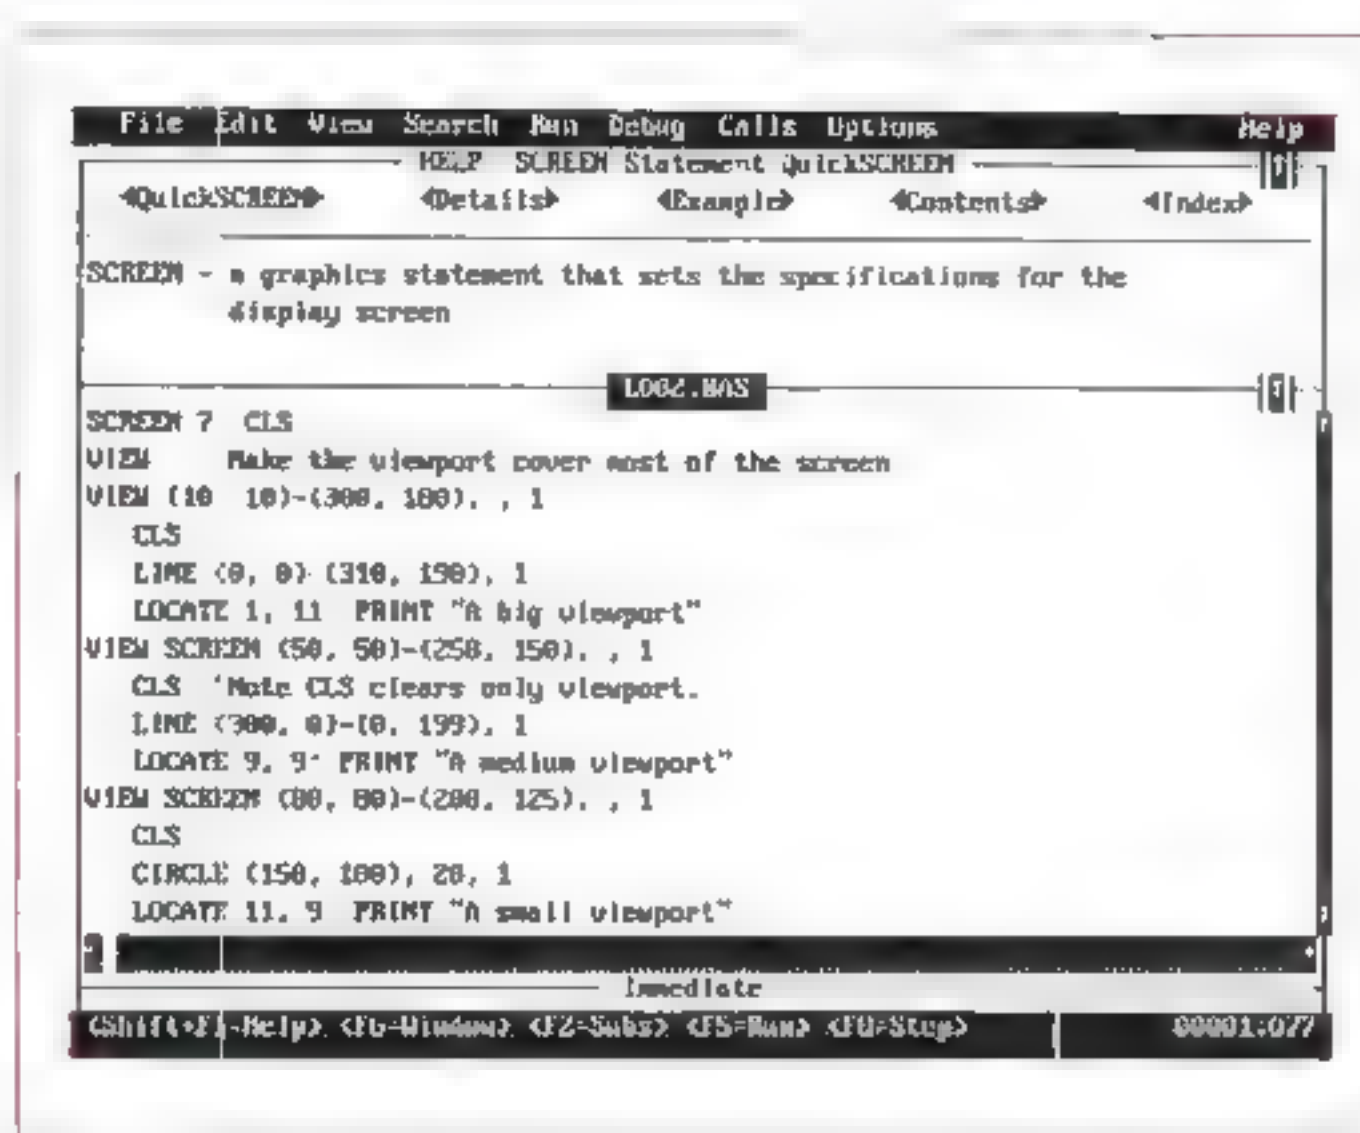 File Edit View Search Run Debug Calls Options Help
HELP SCREEN Statement QuickSCREEN
◄QuickSCREEN► ◄Details► ◄Example► ◄Contents► ◄Index►
SCREEN - a graphics statement that sets the specifications for the
display screen
SCREEN 7 CLS
VIEW Make the viewport cover most of the screen
VIEW (10 10)-(300, 180), , 1
CLS
LINE (0, 0) (310, 190), 1
LOCATE 1, 11 PRINT "A big viewport"
VIEW SCREEN (50, 50)-(250, 150), , 1
CLS 'Note CLS clears only viewport.
LINE (300, 0)-(0, 199), 1
LOCATE 9, 9: PRINT "A medium viewport"
VIEW SCREEN (80, 80)-(200, 125), , 1
CLS
CIRCLE (150, 100), 20, 1
LOCATE 11, 9 PRINT "A small viewport"
Immediate
<Shift+F1=Help> <F6=Window> <F2=Subs> <F5=Run> <F8=Step> 00001:077